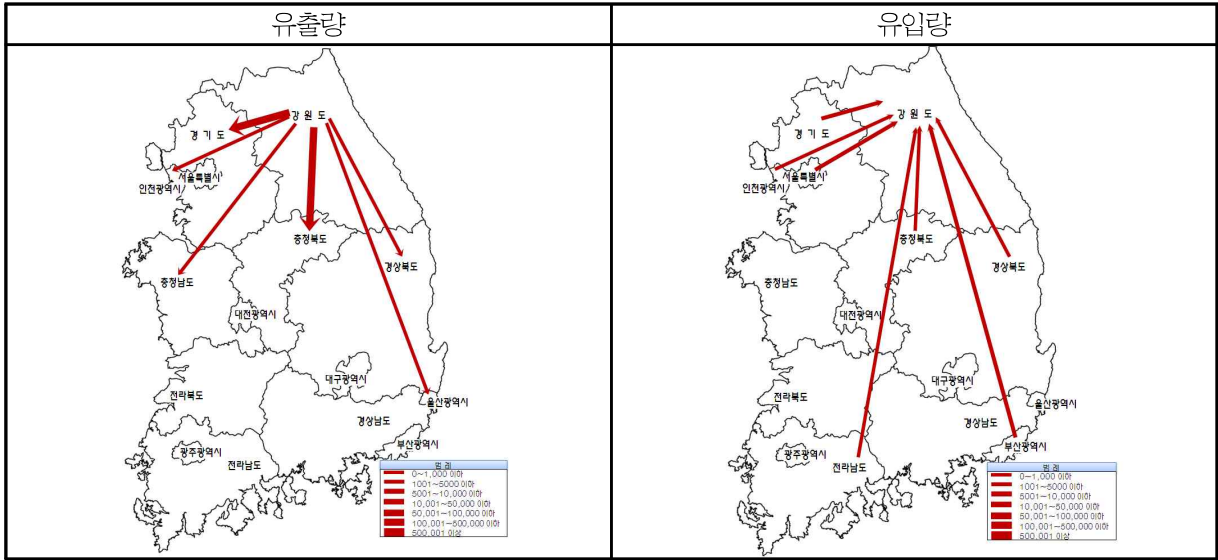 유출량
유입량
강 원 도
경 기 도
서울특별시
인천광역시
충청북도
경상북도
충청남도
대전광역시
대구광역시
전라북도
울산광역시
경상남도
부산광역시
광주광역시
전라남도
범 례
0~1,000 이하
1001~5000 이하
5001~10,000 이하
10,001~50,000 이하
50,001~100,000 이하
100,001~500,000 이하
500,001 이상
강 원 도
경 기 도
서울특별시
인천광역시
충청북도
경상북도
충청남도
대전광역시
대구광역시
전라북도
울산광역시
경상남도
부산광역시
광주광역시
전라남도
범 례
0~1,000 이하
1001~5000 이하
5001~10,000 이하
10,001~50,000 이하
50,001~100,000 이하
100,001~500,000 이하
500,001 이상